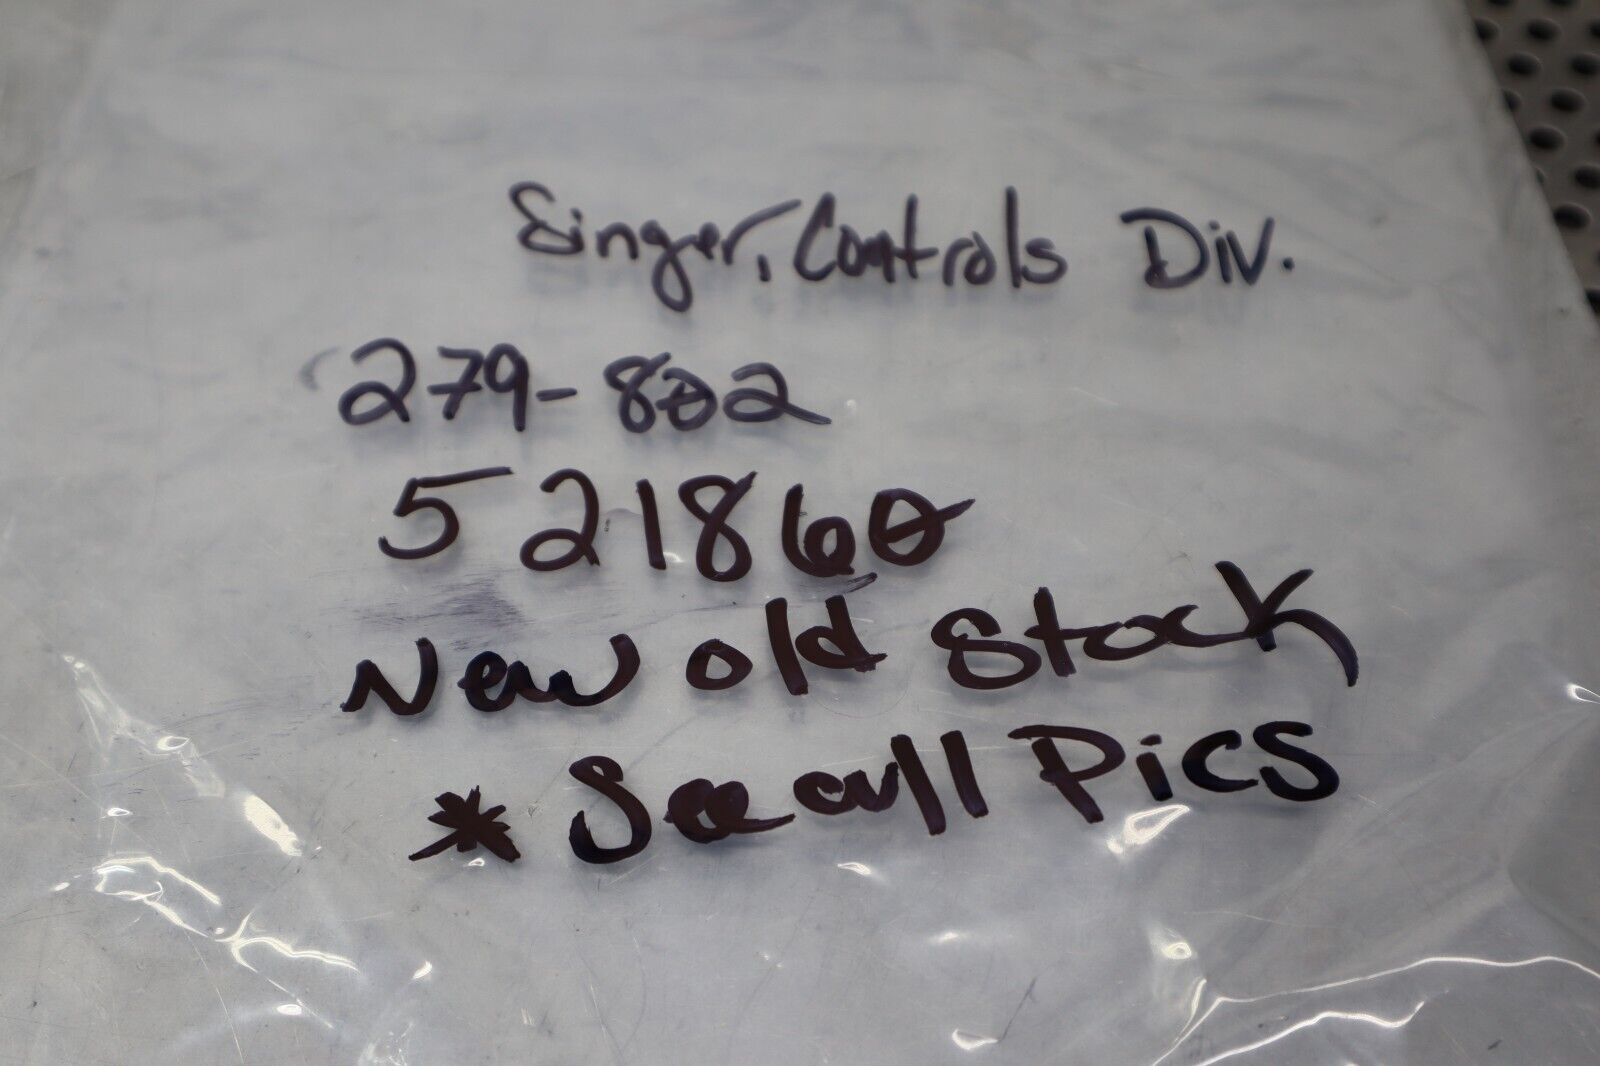 Singer, Controls Div.
279-802
521860
New old Stock
* See all Pics